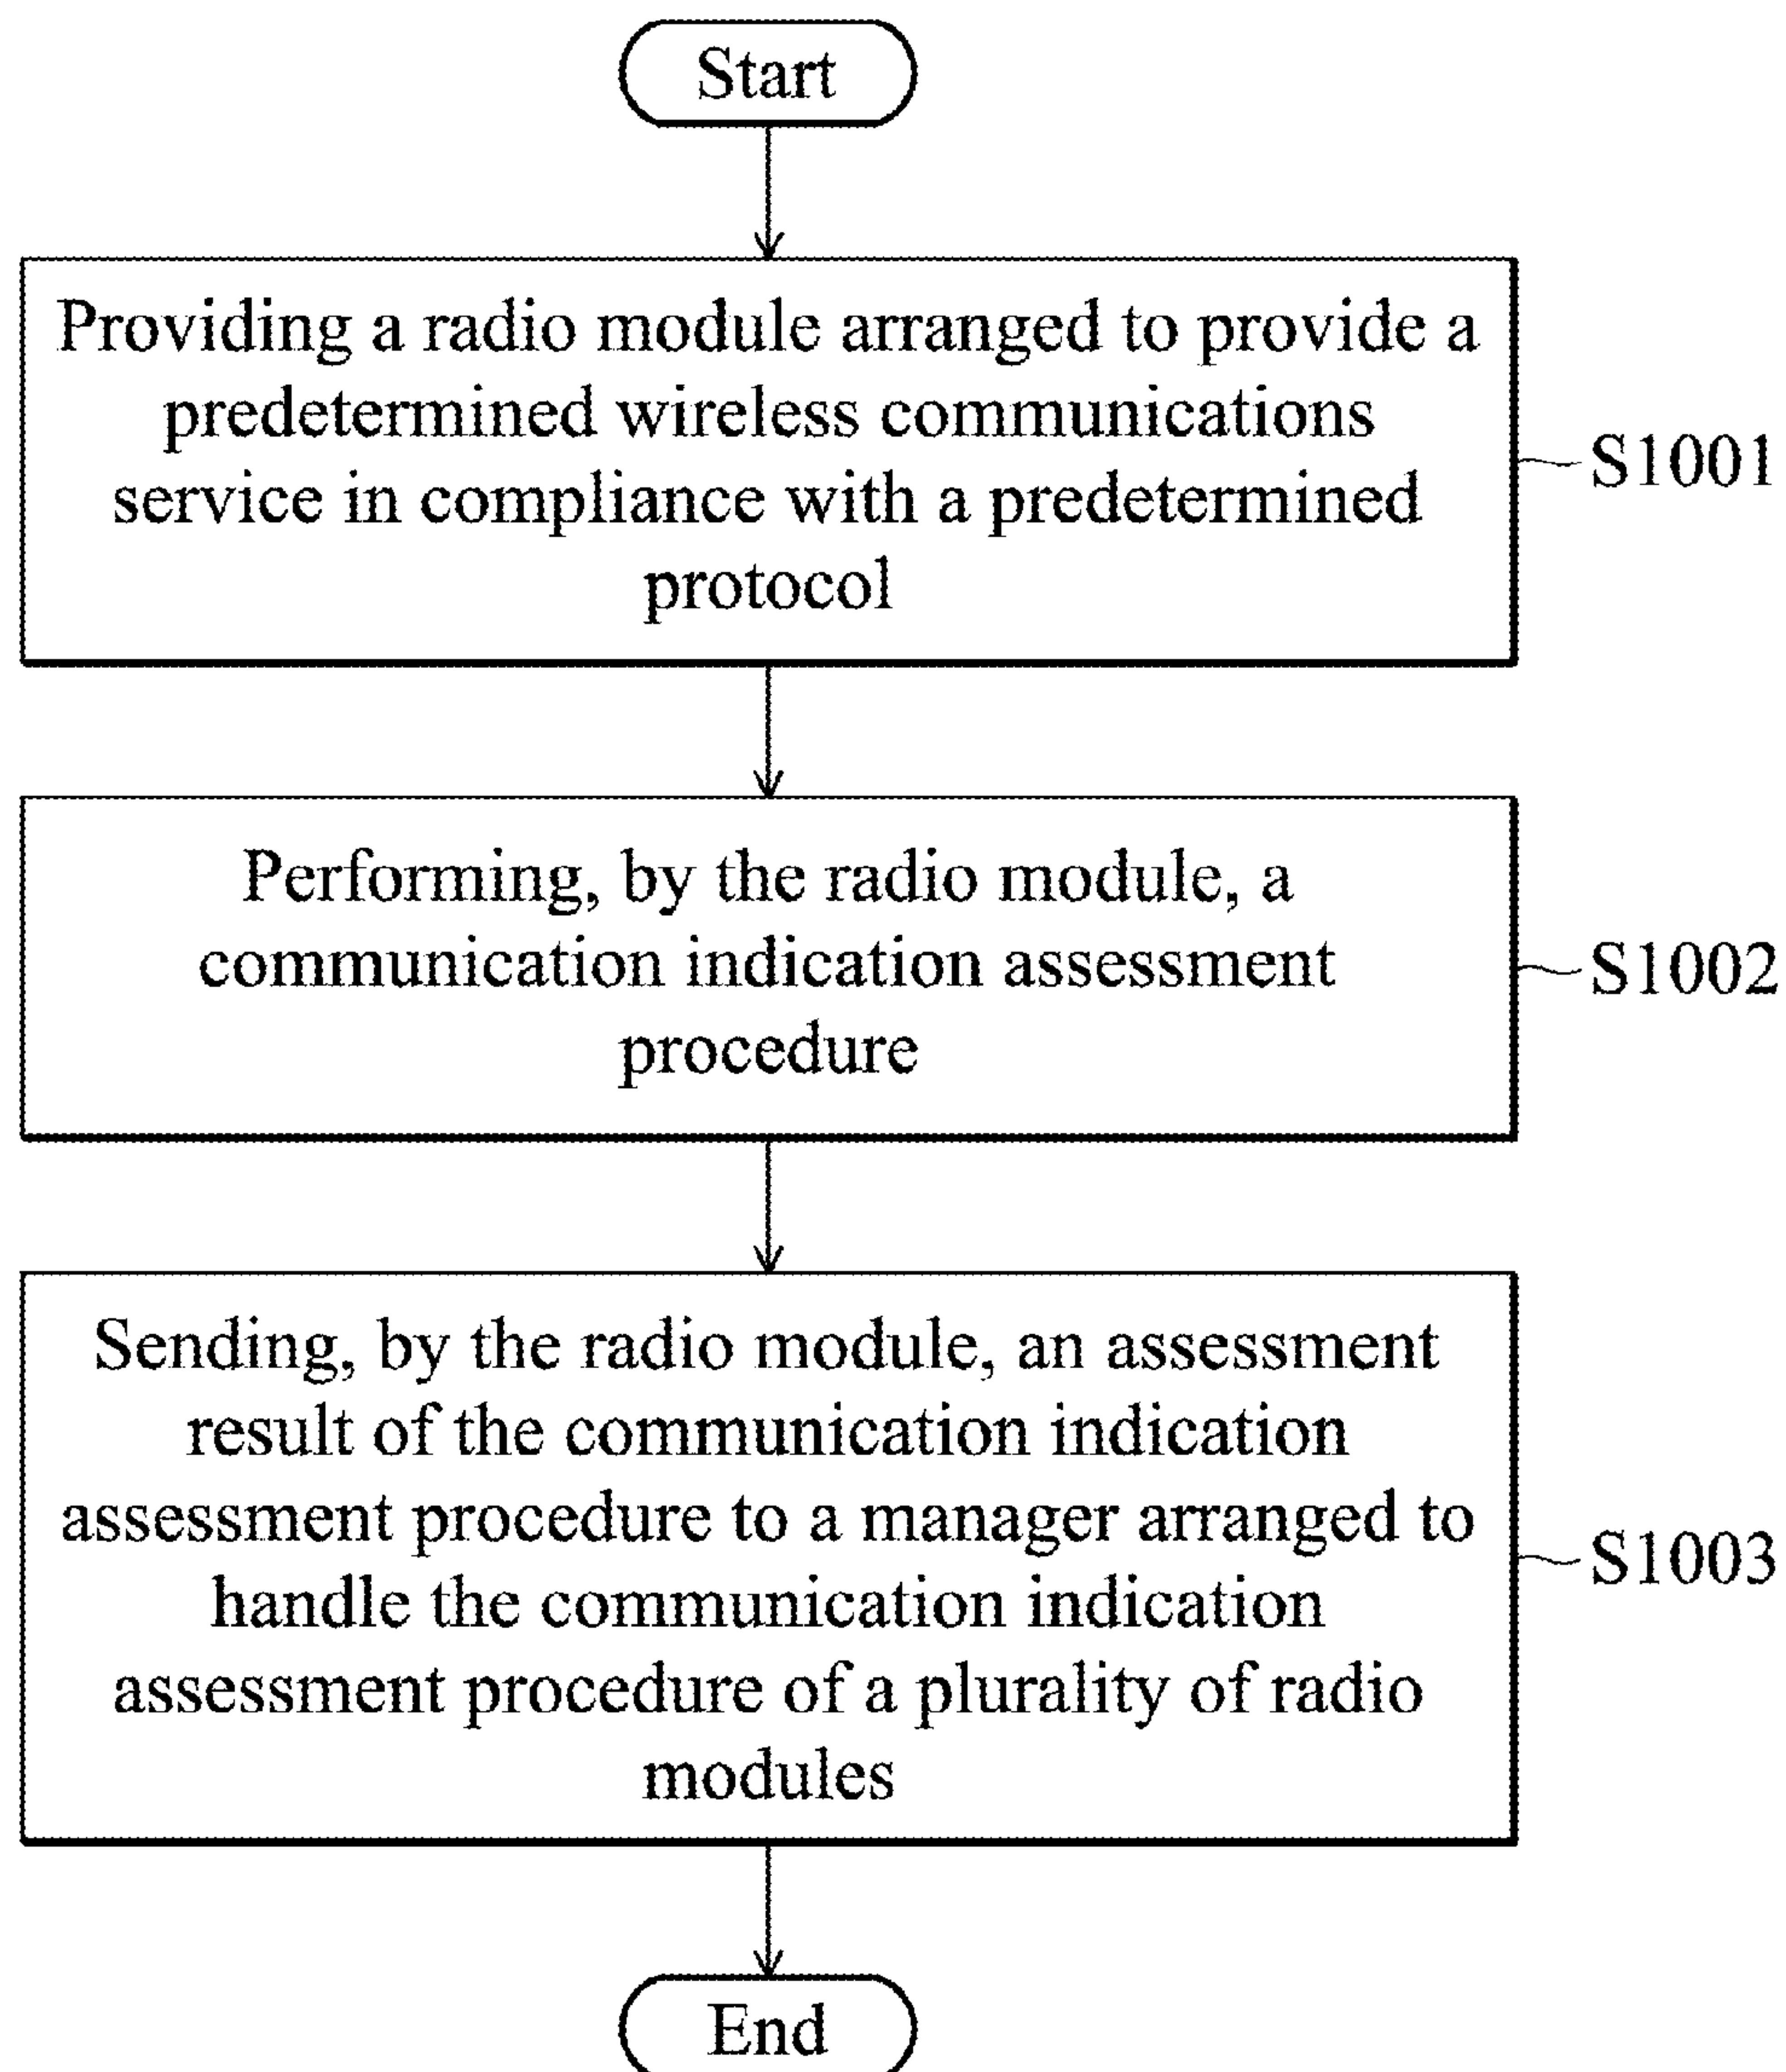 Start
Providing a radio module arranged to provide a
predetermined wireless communications
service in compliance with a predetermined
protocol
S1001
Performing, by the radio module, a
communication indication assessment
procedure
S1002
Sending, by the radio module, an assessment
result of the communication indication
assessment procedure to a manager arranged to
handle the communication indication
assessment procedure of a plurality of radio
modules
S1003
End